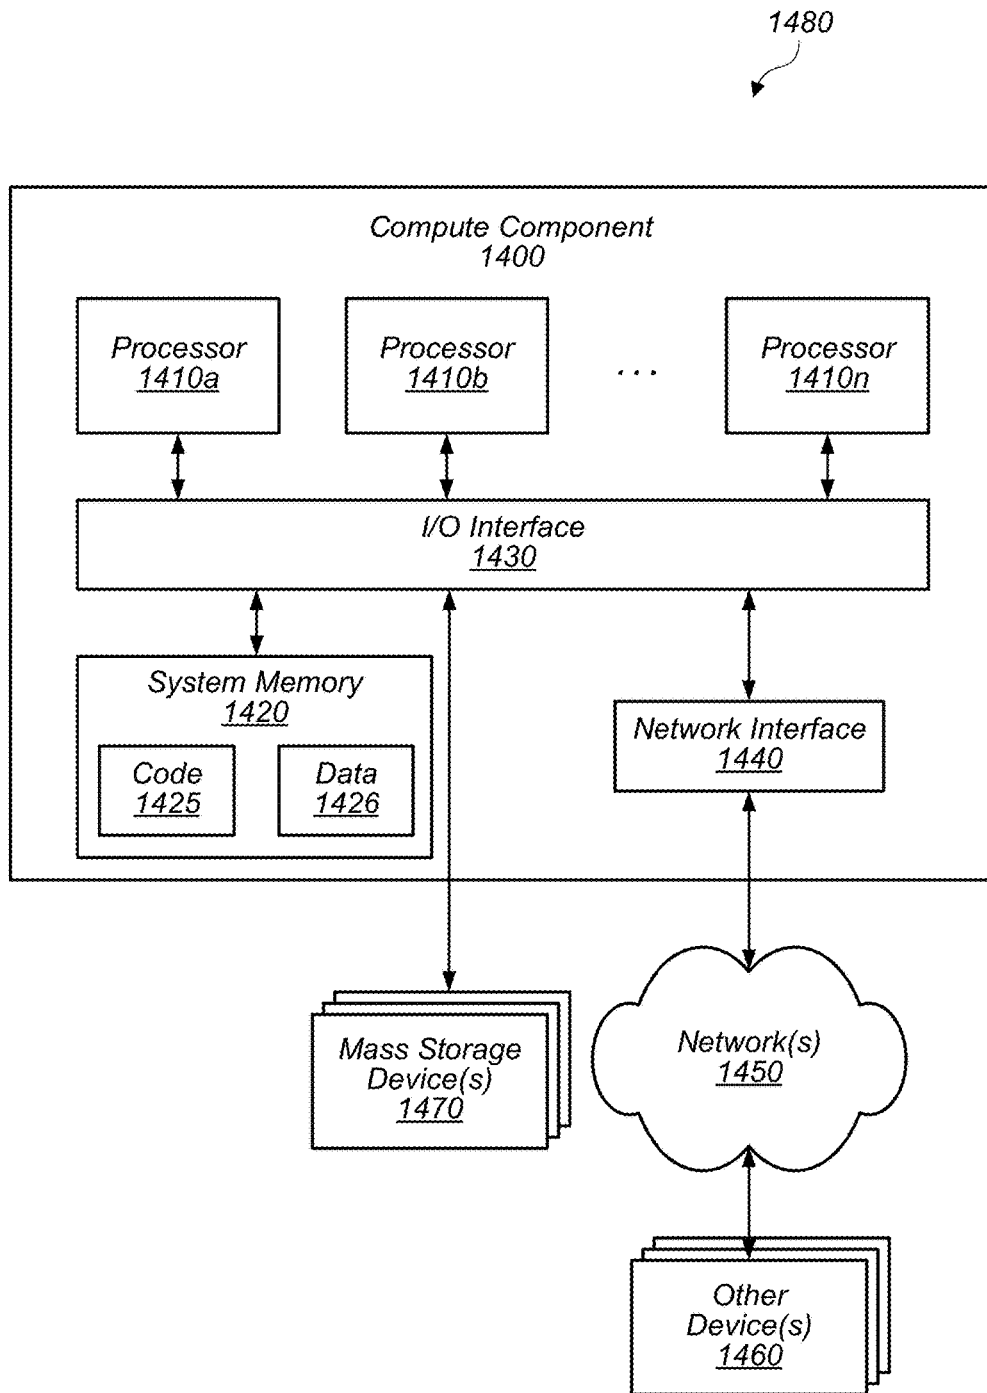 1480
Compute Component
1400
Processor
1410a
Processor
1410b
...
Processor
1410n
I/O Interface
1430
System Memory
1420
Code
1425
Data
1426
Network Interface
1440
Mass Storage
Device(s)
1470
Network(s)
1450
Other
Device(s)
1460